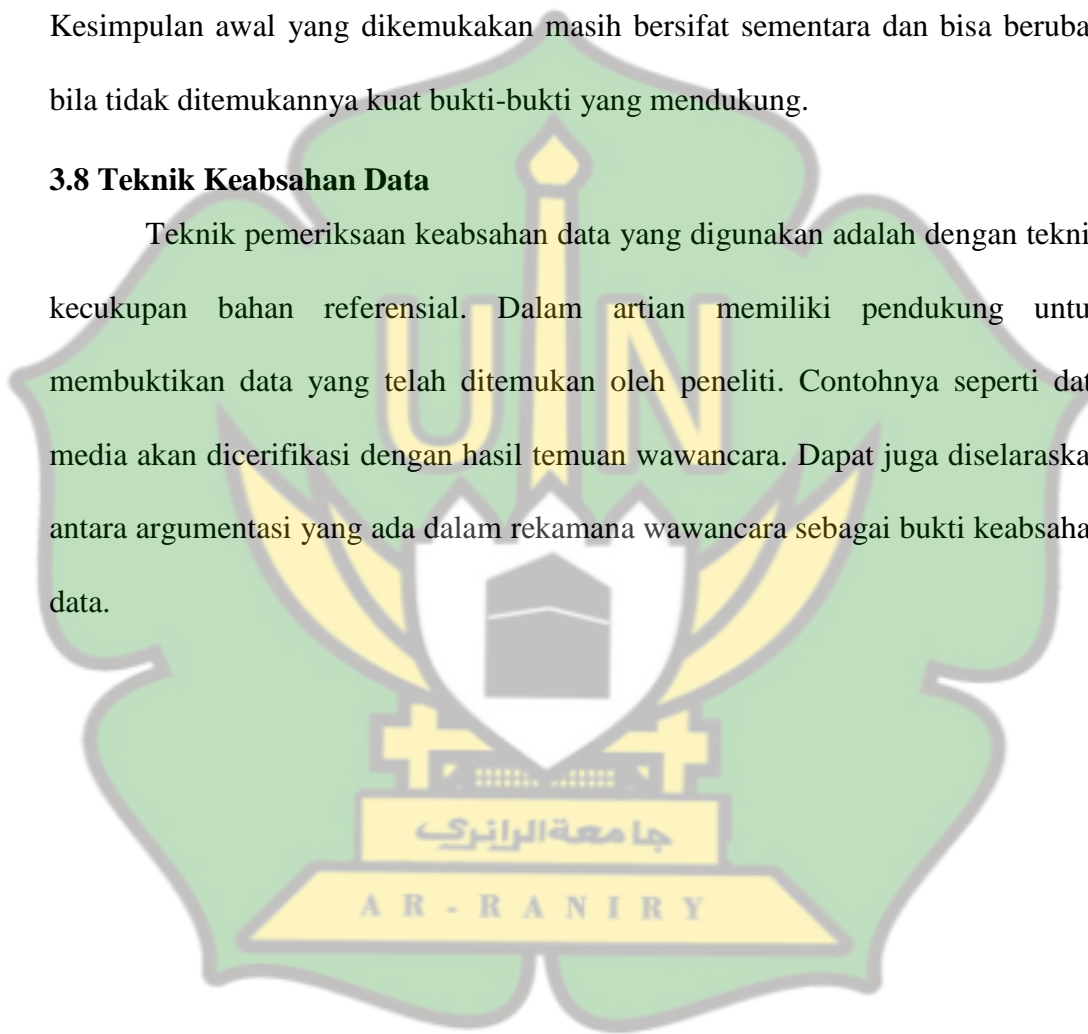 Kesimpulan awal yang dikemukakan masih bersifat sementara dan bisa beruba
bila tidak ditemukannya kuat bukti-bukti yang mendukung.
3.8 Teknik Keabsahan Data
Teknik pemeriksaan keabsahan data yang digunakan adalah dengan tekni
kecukupan bahan referensial. Dalam artian memiliki pendukung untu
membuktikan data yang telah ditemukan oleh peneliti. Contohnya seperti dat
UIN
media akan dicerifikasi dengan hasil temuan wawancara. Dapat juga diselaraska
antara argumentasi yang ada dalam rekamana wawancara sebagai bukti keabsaha
data.
جامعة الرانري
AR-RANIRY